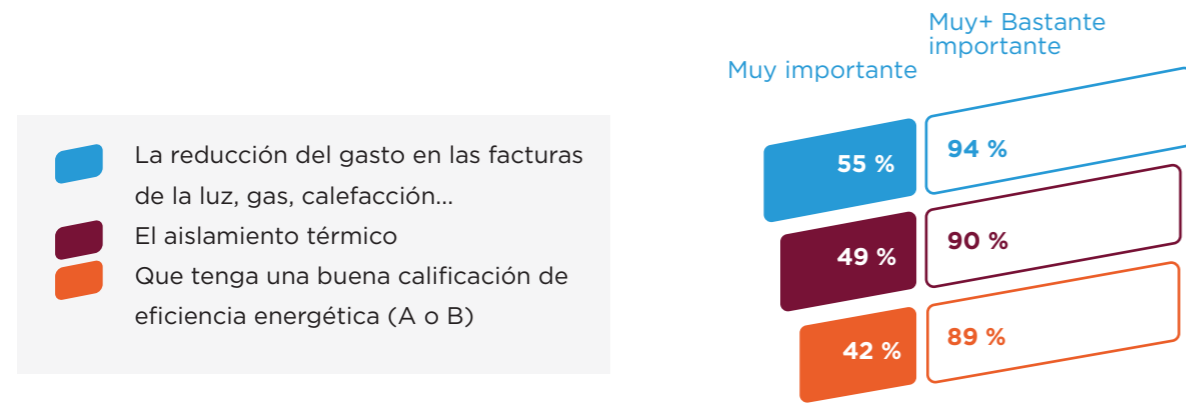 Muy+ Bastante
importante
Muy importante
La reducción del gasto en las facturas
de la luz, gas, calefacción...
El aislamiento térmico
Que tenga una buena calificación de
eficiencia energética (A o B)
55 %
94 %
49 %
90 %
42 %
89 %